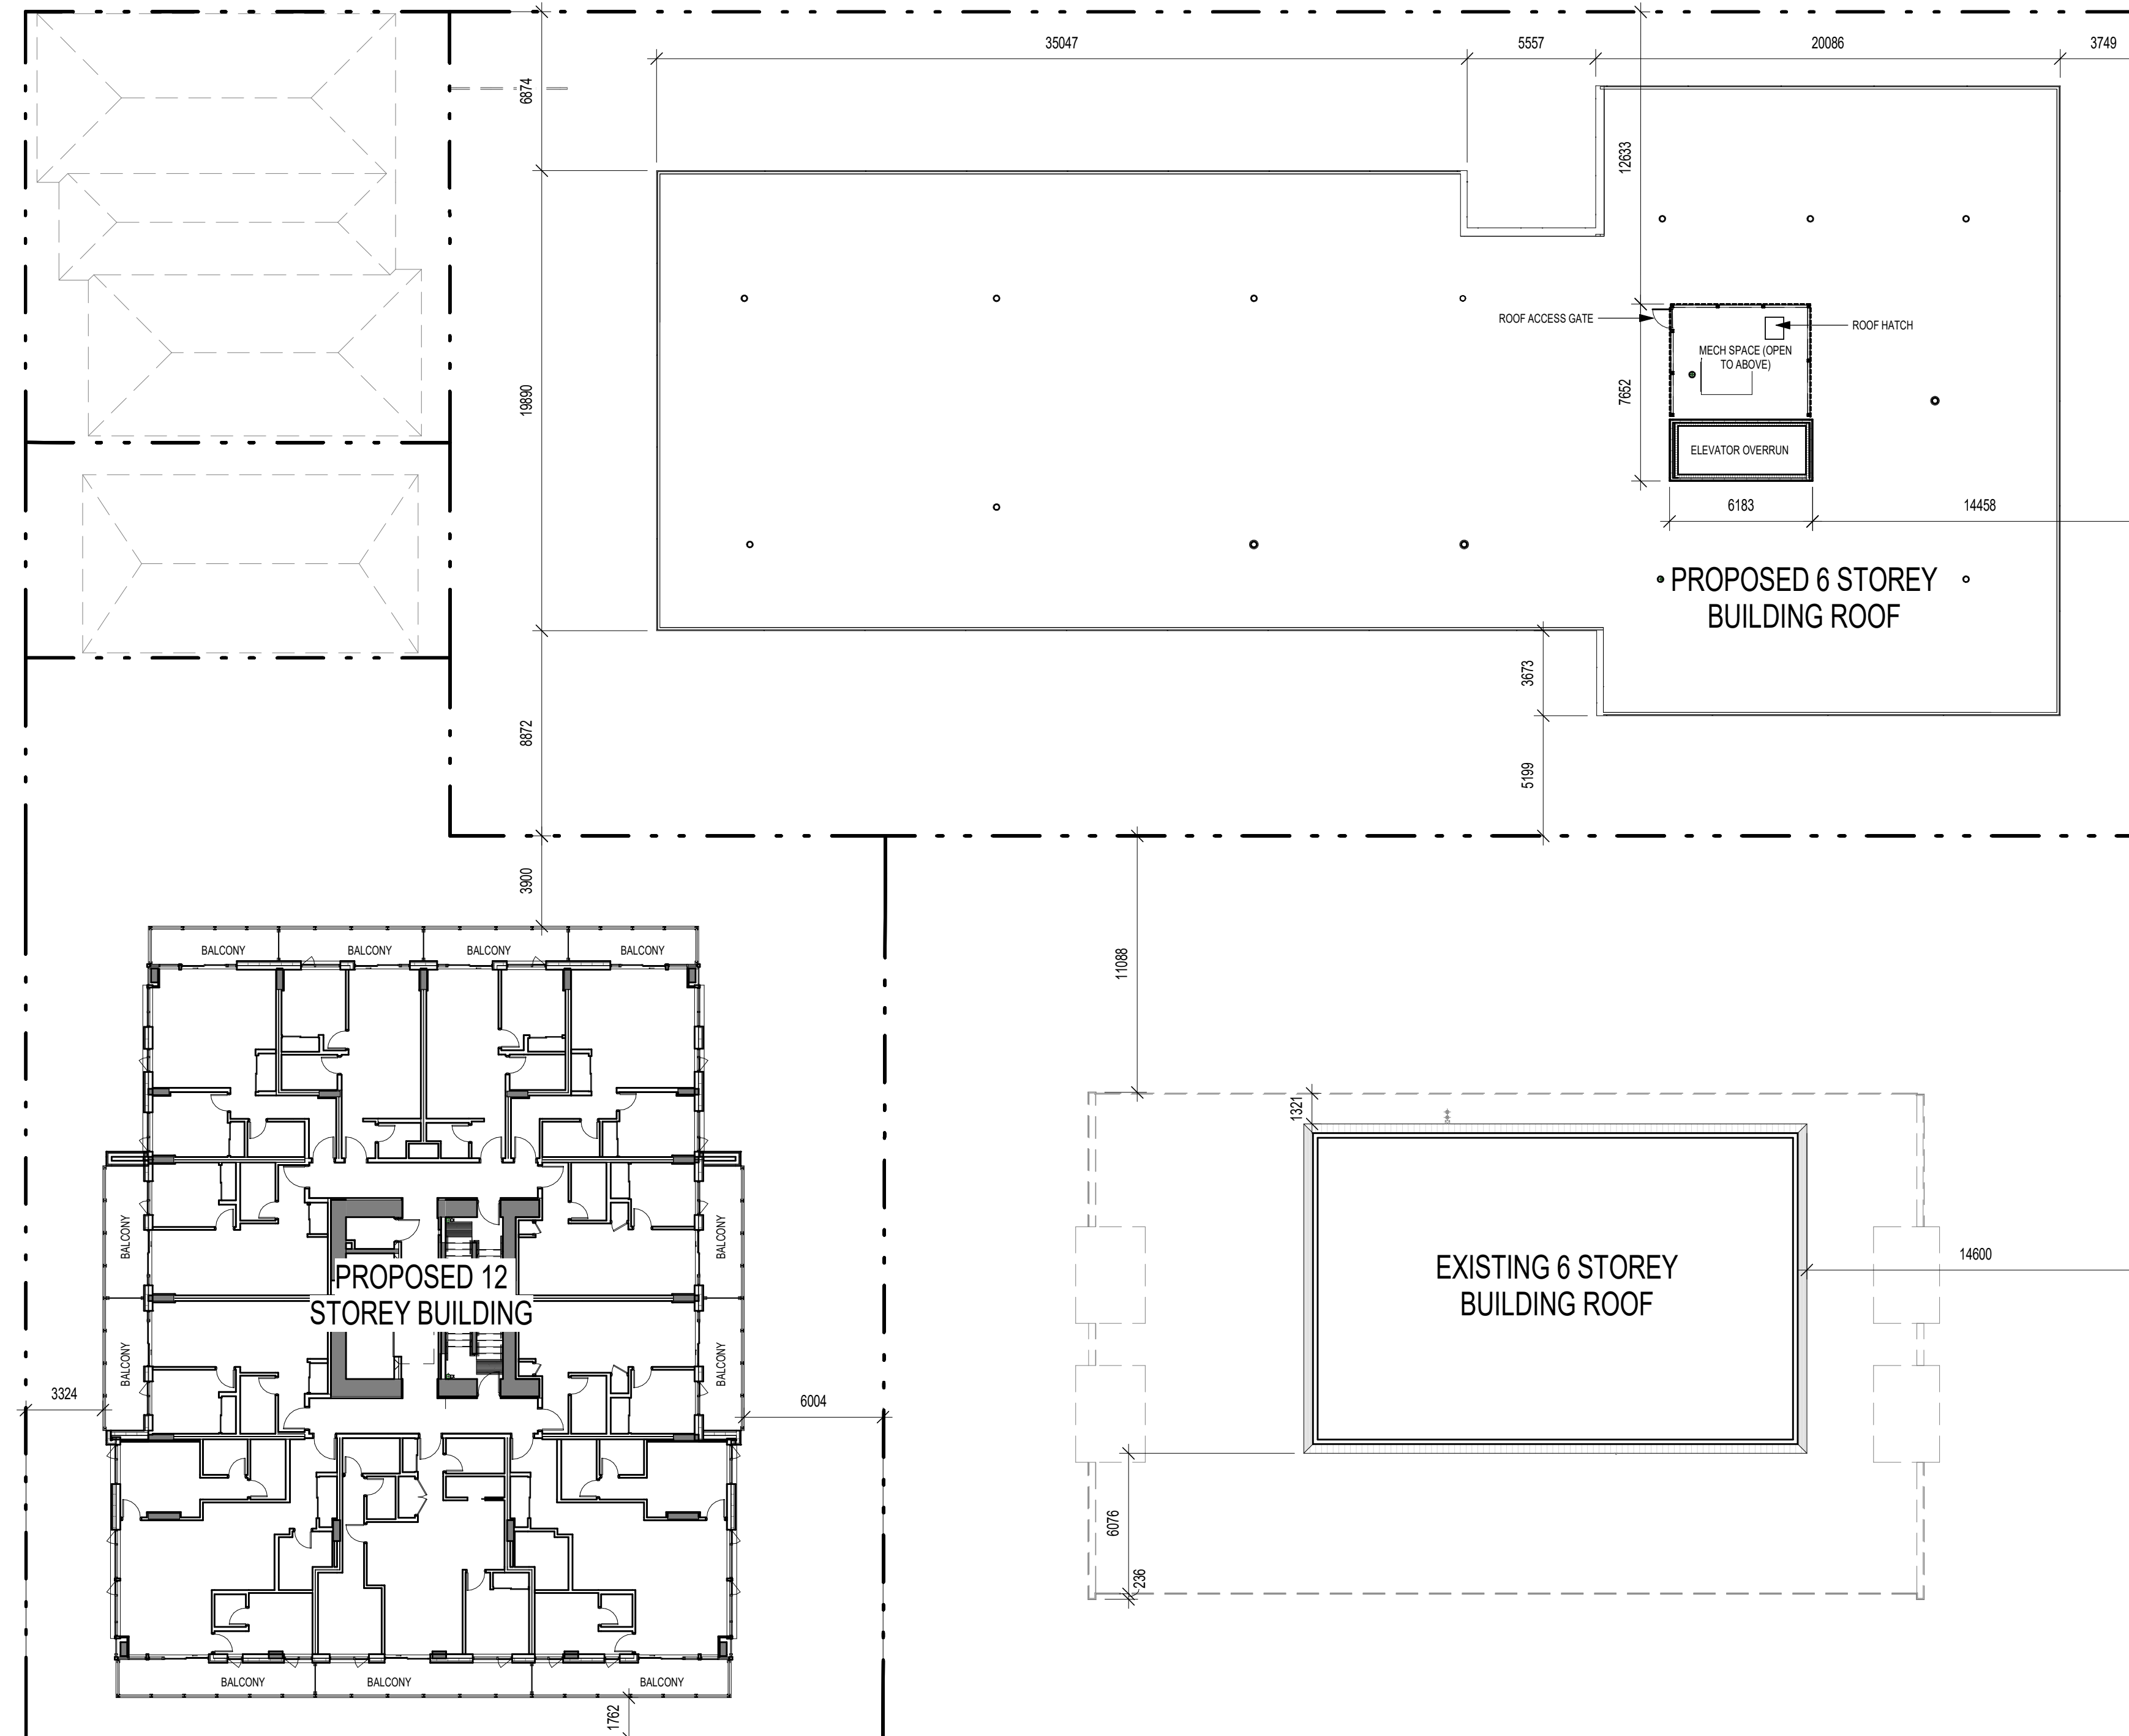 35047
5557
20086
3749
6874
12633
ROOF ACCESS GATE
ROOF HATCH
MECH SPACE (OPEN
TO ABOVE)
19890
7652
ELEVATOR OVERRUN
6183
14458
PROPOSED 6 STOREY
BUILDING ROOF
3673
8872
5199
3900
BALCONY
BALCONY
BALCONY
BALCONY
11088
1321
BALCONY
BALCONY
PROPOSED 12
STOREY BUILDING
EXISTING 6 STOREY
BUILDING ROOF
14600
BALCONY
BALCONY
3324
6004
6076
236
BALCONY
BALCONY
BALCONY
1762